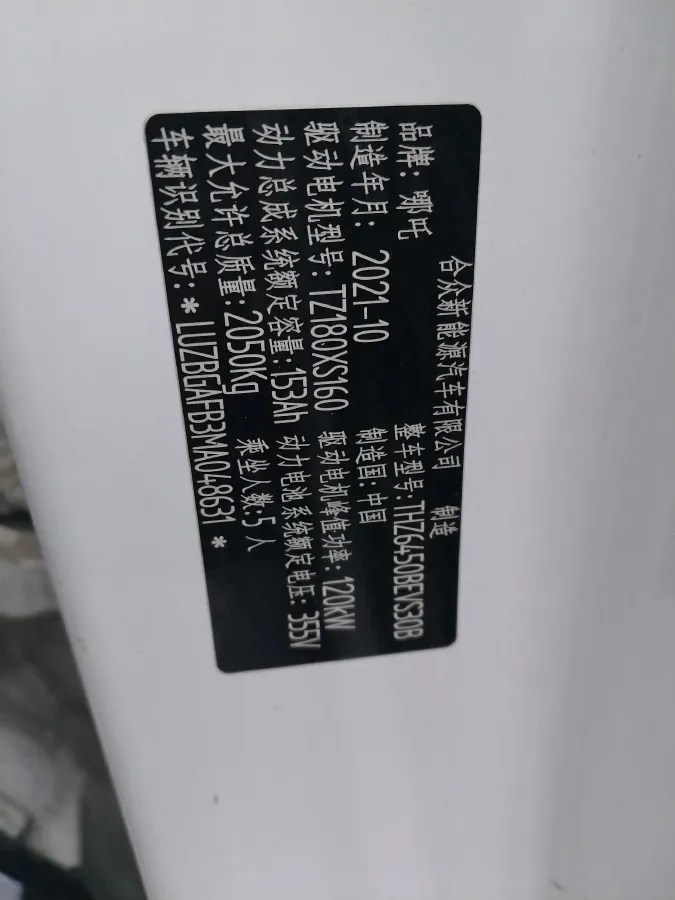 合众新能源汽车有限公司 制造
品牌：哪吒 整车型号：THZ6450BEVS30B
制造年月： 2021-10 制造国：中国
驱动电机型号：TZ180XS160 驱动电机峰值功率：120kW
动力总成系统额定容量：153Ah 动力电池系统额定电压：355V
最大允许总质量：2050Kg 乘坐人数：5人
车辆识别代号：*LUZBGAFB3MA048631*